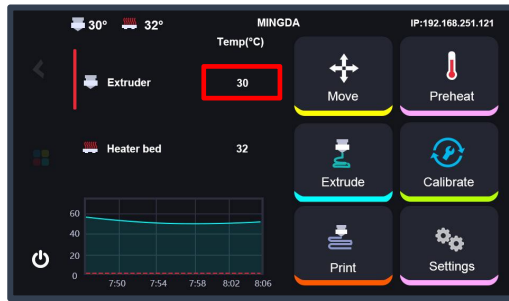 30° 32° MINGDA IP:192.168.251.121
Temp(°C)
Extruder 30
Move Preheat
Heater bed 32
Extrude Calibrate
60
40
20
0
7:50 7:54 7:58 8:02 8:06
Print Settings